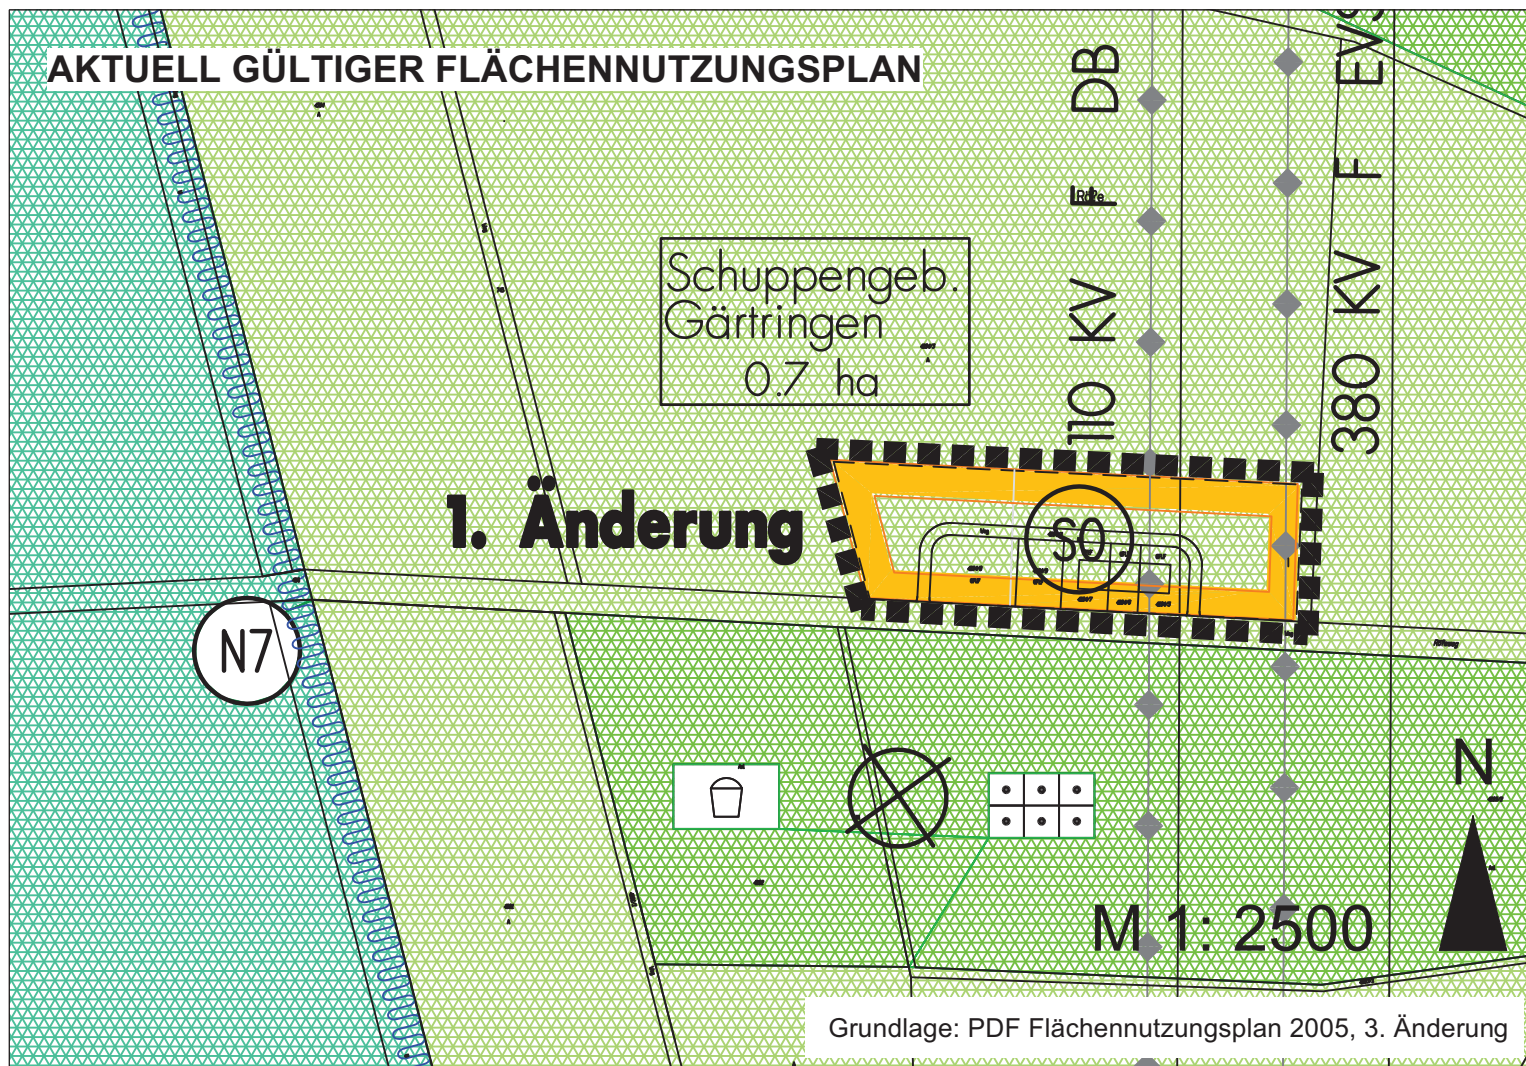 AKTUELL GÜLTIGER FLÄCHENNUTZUNGSPLAN
110 KV F DB
380 KV F EVS
Schuppengeb.
Gärtringen
0.7 ha
1. Änderung
SO
N7
N
M 1: 2500
Grundlage: PDF Flächennutzungsplan 2005, 3. Änderung